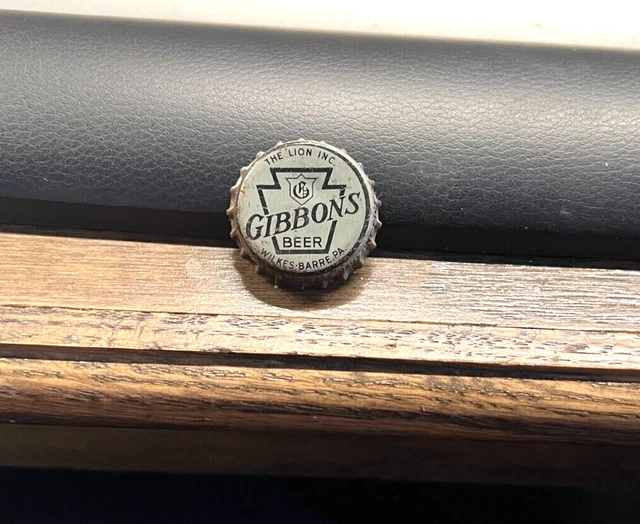 THE LION INC.
GIBBONS
BEER
WILKES-BARRE, PA.